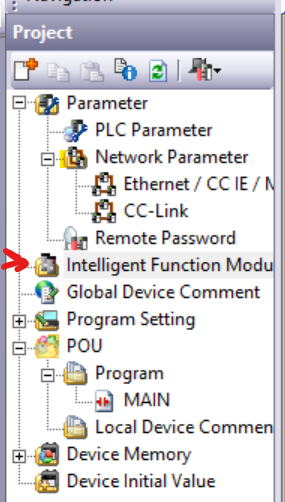 Navigation
Project
Parameter
PLC Parameter
Network Parameter
Ethernet / CC IE / M
CC-Link
Remote Password
Intelligent Function Modu
Global Device Comment
Program Setting
POU
Program
MAIN
Local Device Commen
Device Memory
Device Initial Value